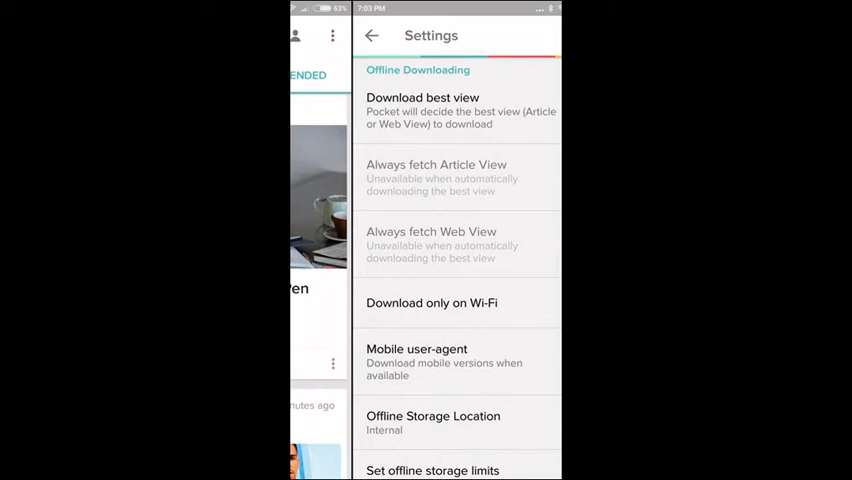 63%
7:03 PM
Settings
ENDED
Offline Downloading
Download best view
Pocket will decide the best view (Article
or Web View) to download
Always fetch Article View
Unavailable when automatically
downloading the best view
Always fetch Web View
Unavailable when automatically
downloading the best view
Pen
Download only on Wi-Fi
Mobile user-agent
Download mobile versions when
available
nutes ago
Offline Storage Location
Internal
Set offline storage limits